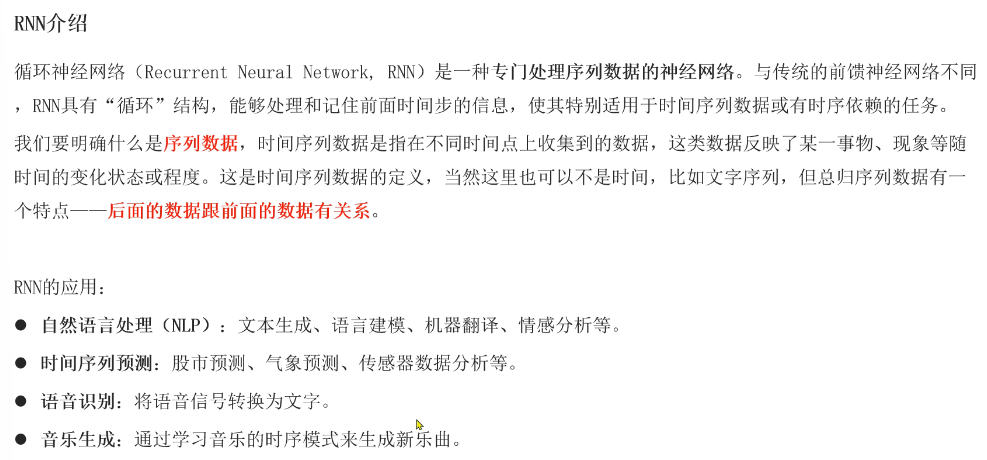 RNN介绍
循环神经网络（Recurrent Neural Network, RNN）是一种专门处理序列数据的神经网络。与传统的前馈神经网络不同
，RNN具有“循环”结构，能够处理和记住前面时间步的信息，使其特别适用于时间序列数据或有时序依赖的任务。
我们要明确什么是序列数据，时间序列数据是指在不同时间点上收集到的数据，这类数据反映了某一事物、现象等随
时间的变化状态或程度。这是时间序列数据的定义，当然这里也可以不是时间，比如文字序列，但总归序列数据有一
个特点——后面的数据跟前面的数据有关系。
RNN的应用：
● 自然语言处理（NLP）：文本生成、语言建模、机器翻译、情感分析等。
● 时间序列预测：股市预测、气象预测、传感器数据分析等。
● 语音识别：将语音信号转换为文字。
● 音乐生成：通过学习音乐的时序模式来生成新乐曲。